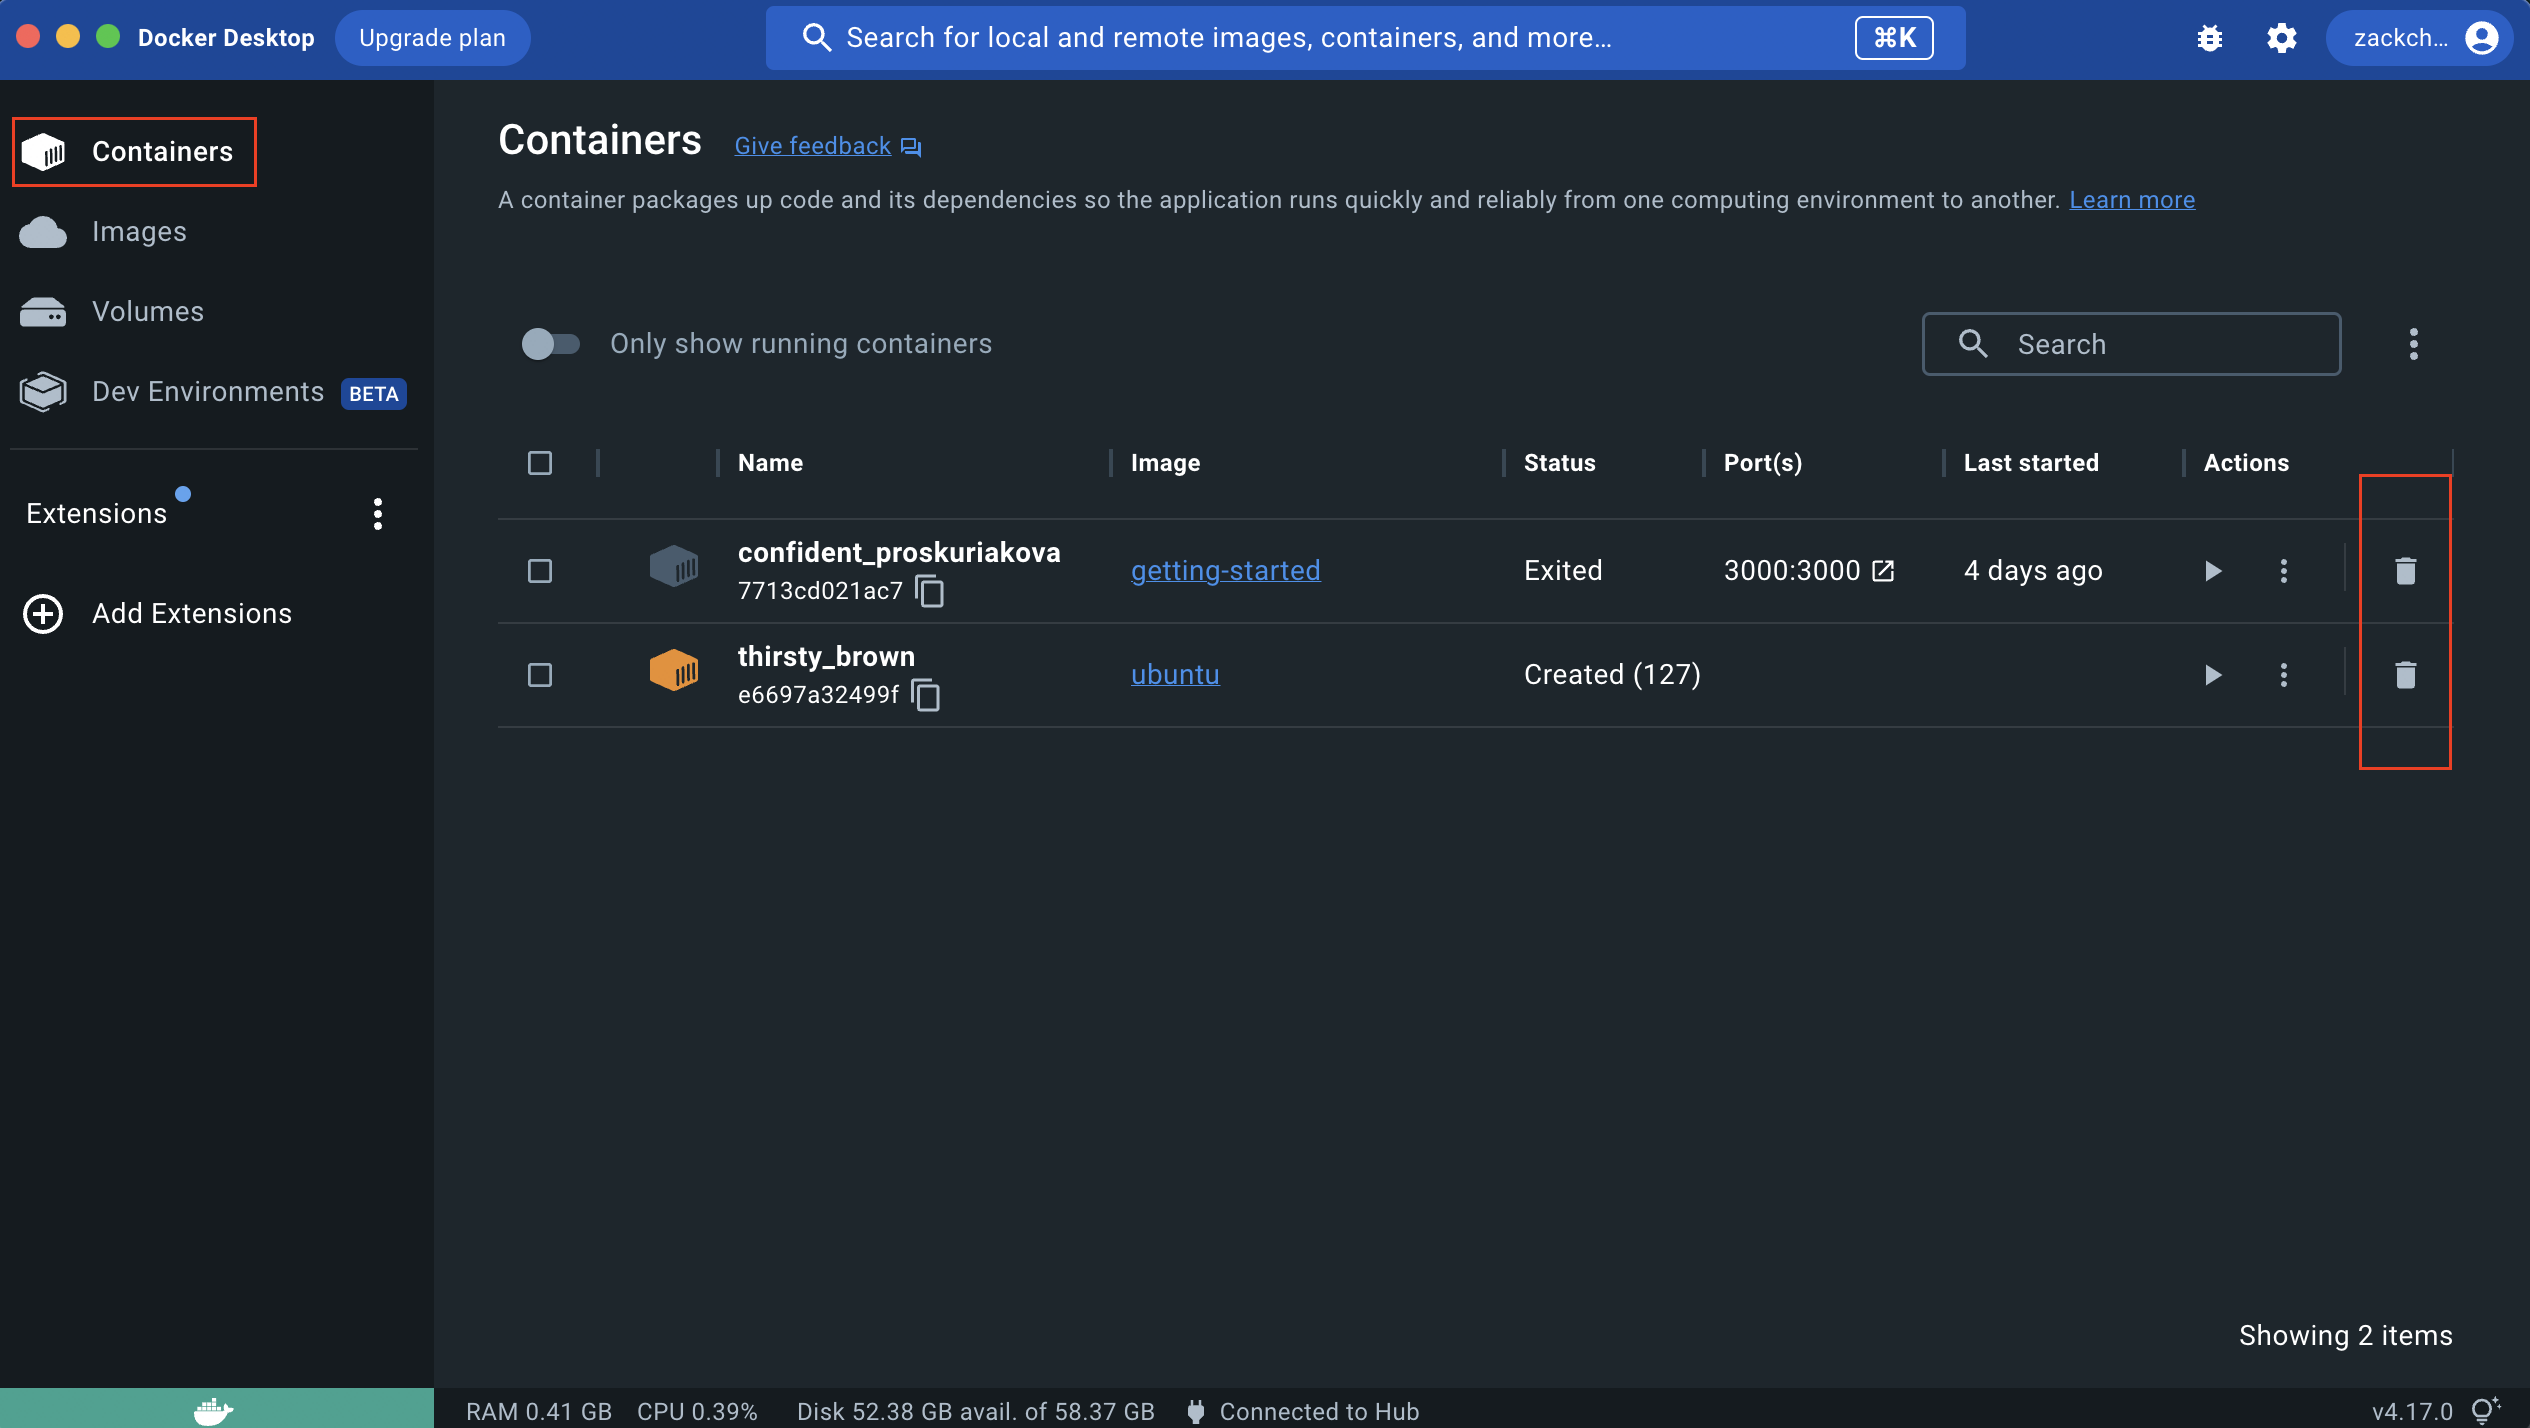 Docker Desktop
Upgrade plan
Search for local and remote images, containers, and more...
⌘K
zackch...
Containers
Images
Volumes
Dev Environments BETA
Extensions
Add Extensions
Containers Give feedback
A container packages up code and its dependencies so the application runs quickly and reliably from one computing environment to another. Learn more
Only show running containers
Search
Name Image Status Port(s) Last started Actions
confident_proskuriakova
7713cd021ac7
getting-started Exited 3000:3000 4 days ago
thirsty_brown
e6697a32499f
ubuntu Created (127)
Showing 2 items
RAM 0.41 GB CPU 0.39% Disk 52.38 GB avail. of 58.37 GB Connected to Hub v4.17.0